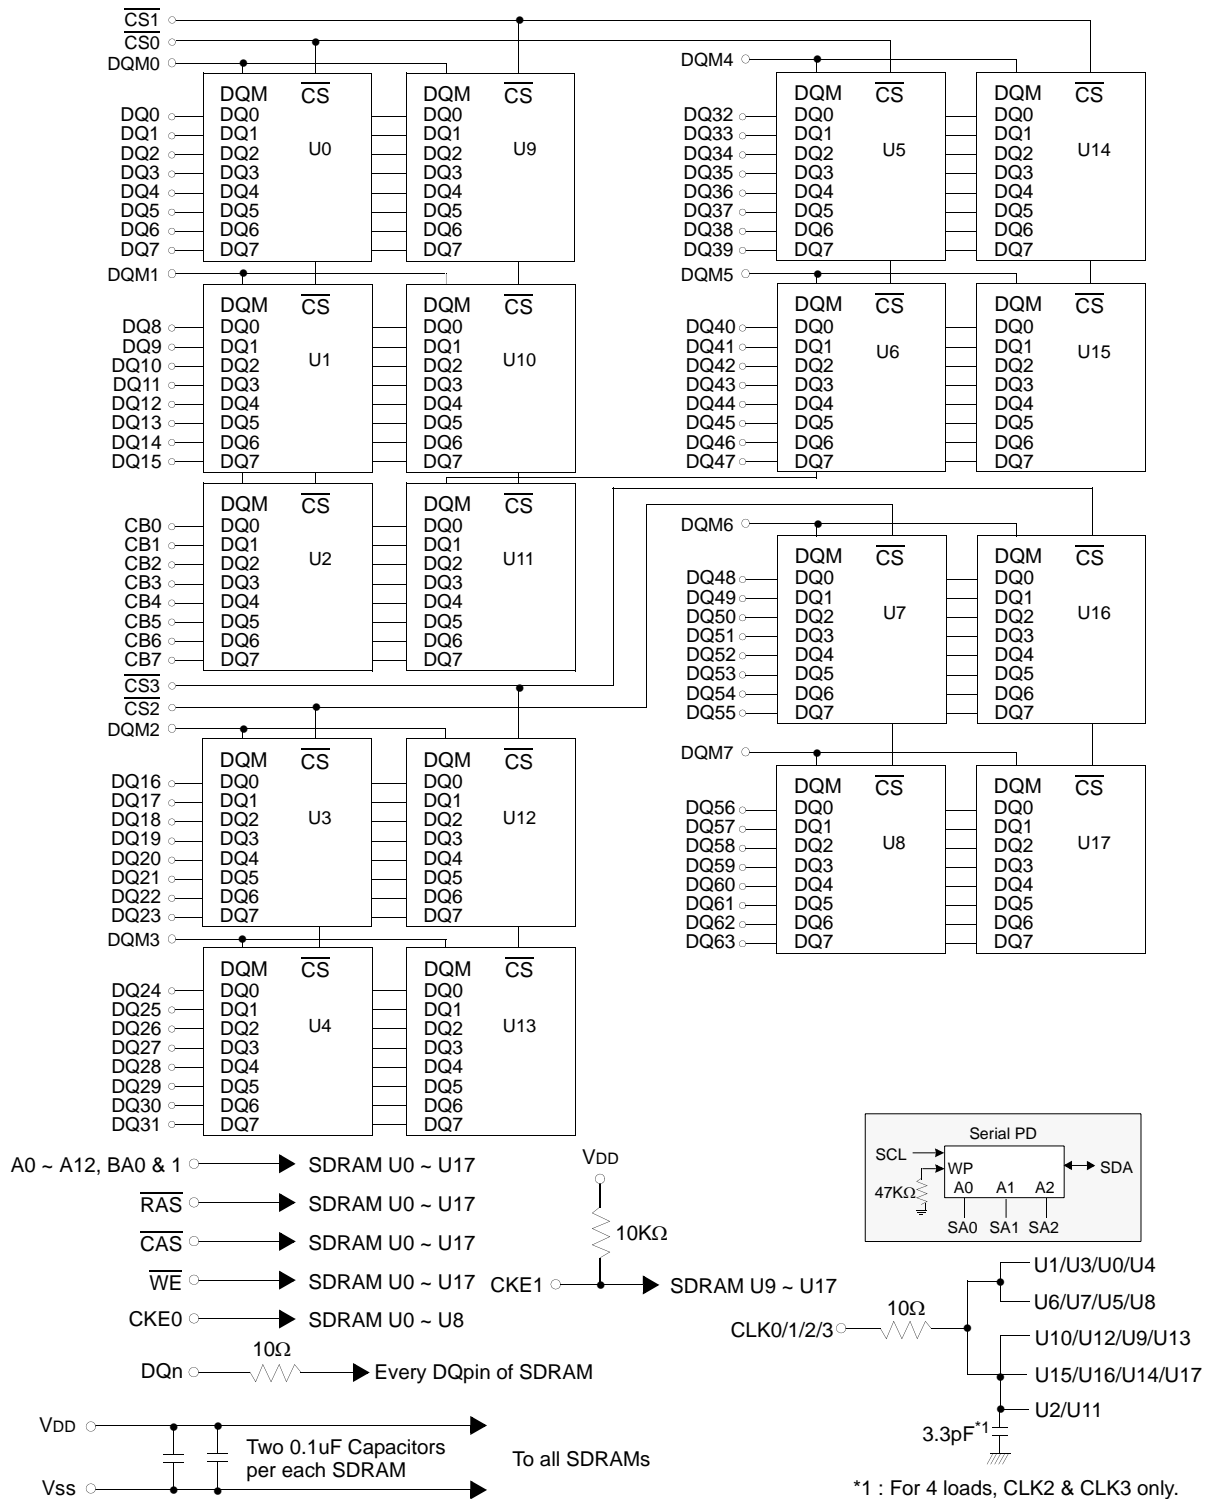 CS1
CS0
DQM0
DQM CS
DQ0 DQ0
DQ1 DQ1
DQ2 DQ2
DQ3 DQ3
DQ4 DQ4
DQ5 DQ5
DQ6 DQ6
DQ7 DQ7
U0
DQM CS
DQ0
DQ1
DQ2
DQ3
DQ4
DQ5
DQ6
DQ7
U9
DQM1
DQM CS
DQ8 DQ0
DQ9 DQ1
DQ10 DQ2
DQ11 DQ3
DQ12 DQ4
DQ13 DQ5
DQ14 DQ6
DQ15 DQ7
U1
DQM CS
DQ0
DQ1
DQ2
DQ3
DQ4
DQ5
DQ6
DQ7
U10
DQM CS
CB0 DQ0
CB1 DQ1
CB2 DQ2
CB3 DQ3
CB4 DQ4
CB5 DQ5
CB6 DQ6
CB7 DQ7
U2
DQM CS
DQ0
DQ1
DQ2
DQ3
DQ4
DQ5
DQ6
DQ7
U11
CS3
CS2
DQM2
DQM CS
DQ16 DQ0
DQ17 DQ1
DQ18 DQ2
DQ19 DQ3
DQ20 DQ4
DQ21 DQ5
DQ22 DQ6
DQ23 DQ7
U3
DQM CS
DQ0
DQ1
DQ2
DQ3
DQ4
DQ5
DQ6
DQ7
U12
DQM3
DQM CS
DQ24 DQ0
DQ25 DQ1
DQ26 DQ2
DQ27 DQ3
DQ28 DQ4
DQ29 DQ5
DQ30 DQ6
DQ31 DQ7
U4
DQM CS
DQ0
DQ1
DQ2
DQ3
DQ4
DQ5
DQ6
DQ7
U13
DQM4
DQM CS
DQ32 DQ0
DQ33 DQ1
DQ34 DQ2
DQ35 DQ3
DQ36 DQ4
DQ37 DQ5
DQ38 DQ6
DQ39 DQ7
U5
DQM CS
DQ0
DQ1
DQ2
DQ3
DQ4
DQ5
DQ6
DQ7
U14
DQM5
DQM CS
DQ40 DQ0
DQ41 DQ1
DQ42 DQ2
DQ43 DQ3
DQ44 DQ4
DQ45 DQ5
DQ46 DQ6
DQ47 DQ7
U6
DQM CS
DQ0
DQ1
DQ2
DQ3
DQ4
DQ5
DQ6
DQ7
U15
DQM6
DQM CS
DQ48 DQ0
DQ49 DQ1
DQ50 DQ2
DQ51 DQ3
DQ52 DQ4
DQ53 DQ5
DQ54 DQ6
DQ55 DQ7
U7
DQM CS
DQ0
DQ1
DQ2
DQ3
DQ4
DQ5
DQ6
DQ7
U16
DQM7
DQM CS
DQ56 DQ0
DQ57 DQ1
DQ58 DQ2
DQ59 DQ3
DQ60 DQ4
DQ61 DQ5
DQ62 DQ6
DQ63 DQ7
U8
DQM CS
DQ0
DQ1
DQ2
DQ3
DQ4
DQ5
DQ6
DQ7
U17
A0 ~ A12, BA0 & 1 SDRAM U0 ~ U17
RAS SDRAM U0 ~ U17
CAS SDRAM U0 ~ U17
WE SDRAM U0 ~ U17
CKE0 SDRAM U0 ~ U8
10Ω
DQn Every DQpin of SDRAM
VDD
10KΩ
CKE1 SDRAM U9 ~ U17
VDD
Two 0.1uF Capacitors
per each SDRAM
Vss
To all SDRAMs
Serial PD
SCL
WP
SDA
47KΩ
A0 A1 A2
SA0 SA1 SA2
10Ω
CLK0/1/2/3
U1/U3/U0/U4
U6/U7/U5/U8
U10/U12/U9/U13
U15/U16/U14/U17
U2/U11
3.3pF*1
*1 : For 4 loads, CLK2 & CLK3 only.